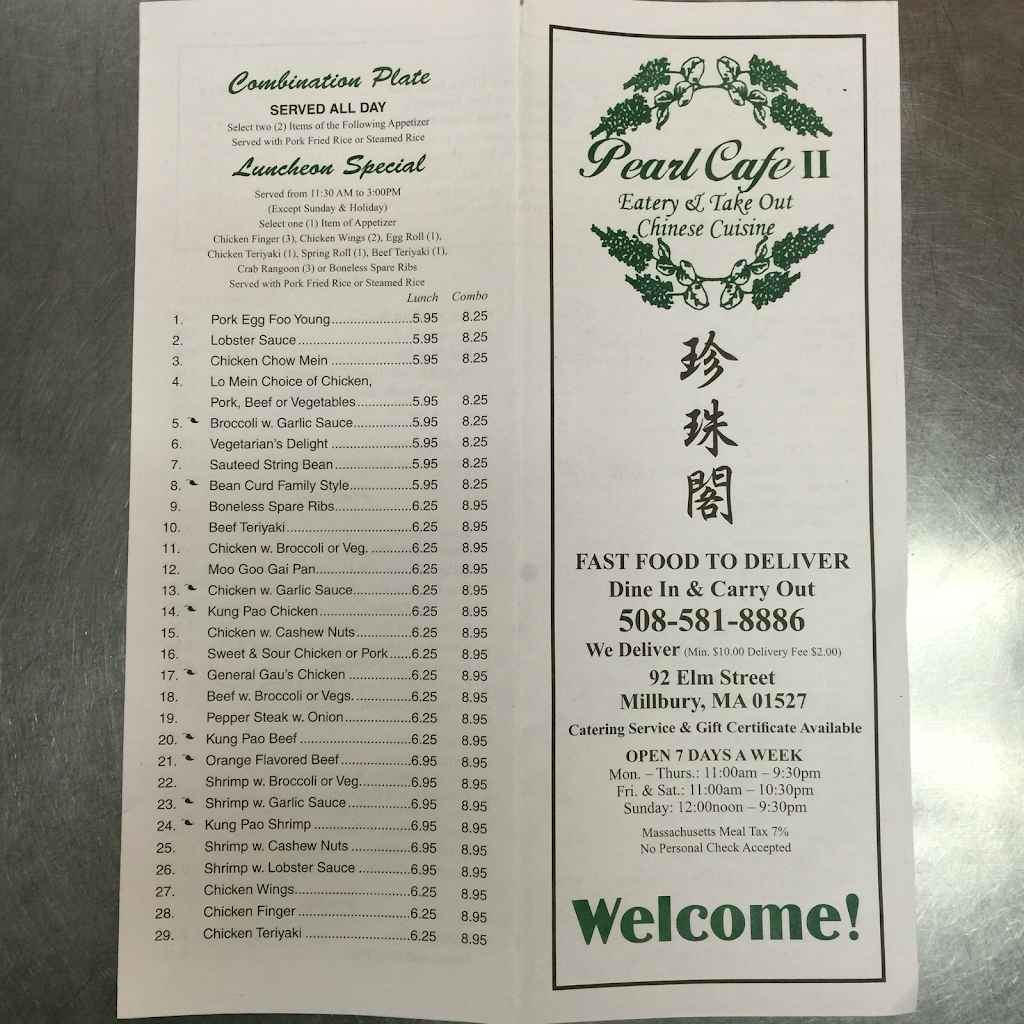 Combination Plate
SERVED ALL DAY
Select two (2) Items of the Following Appetizer
Served with Pork Fried Rice or Steamed Rice
Luncheon Special
Served from 11:30 AM to 3:00PM
(Except Sunday & Holiday)
Select one (1) Item of Appetizer
Chicken Finger (3), Chicken Wings (2), Egg Roll (1),
Chicken Teriyaki (1), Spring Roll (1), Beef Teriyaki (1),
Crab Rangoon (3) or Boneless Spare Ribs
Served with Pork Fried Rice or Steamed Rice
Lunch Combo
1. Pork Egg Foo Young......................5.95 8.25
2. Lobster Sauce...............................5.95 8.25
3. Chicken Chow Mein ......................5.95 8.25
4. Lo Mein Choice of Chicken,
Pork, Beef or Vegetables...............5.95 8.25
5. Broccoli w. Garlic Sauce................5.95 8.25
6. Vegetarian's Delight ......................5.95 8.25
7. Sauteed String Bean .....................5.95 8.25
8. Bean Curd Family Style.................5.95 8.25
9. Boneless Spare Ribs.....................6.25 8.95
10. Beef Teriyaki..................................6.25 8.95
11. Chicken w. Broccoli or Veg. ...........6.25 8.95
12. Moo Goo Gai Pan..........................6.25 8.95
13. Chicken w. Garlic Sauce................6.25 8.95
14. Kung Pao Chicken.........................6.25 8.95
15. Chicken w. Cashew Nuts...............6.25 8.95
16. Sweet & Sour Chicken or Pork......6.25 8.95
17. General Gau's Chicken .................6.25 8.95
18. Beef w. Broccoli or Vegs................6.25 8.95
19. Pepper Steak w. Onion..................6.25 8.95
20. Kung Pao Beef ..............................6.25 8.95
21. Orange Flavored Beef...................6.25 8.95
22. Shrimp w. Broccoli or Veg..............6.95 8.95
23. Shrimp w. Garlic Sauce.................6.95 8.95
24. Kung Pao Shrimp ..........................6.95 8.95
25. Shrimp w. Cashew Nuts ................6.95 8.95
26. Shrimp w. Lobster Sauce ..............6.95 8.95
27. Chicken Wings...............................6.25 8.95
28. Chicken Finger ..............................6.25 8.95
29. Chicken Teriyaki ............................6.25 8.95
Pearl Cafe II
Eatery & Take Out
Chinese Cuisine
珍
珠
閣
FAST FOOD TO DELIVER
Dine In & Carry Out
508-581-8886
We Deliver (Min. $10.00 Delivery Fee $2.00)
92 Elm Street
Millbury, MA 01527
Catering Service & Gift Certificate Available
OPEN 7 DAYS A WEEK
Mon. – Thurs.: 11:00am – 9:30pm
Fri. & Sat.: 11:00am – 10:30pm
Sunday: 12:00noon – 9:30pm
Massachusetts Meal Tax 7%
No Personal Check Accepted
Welcome!